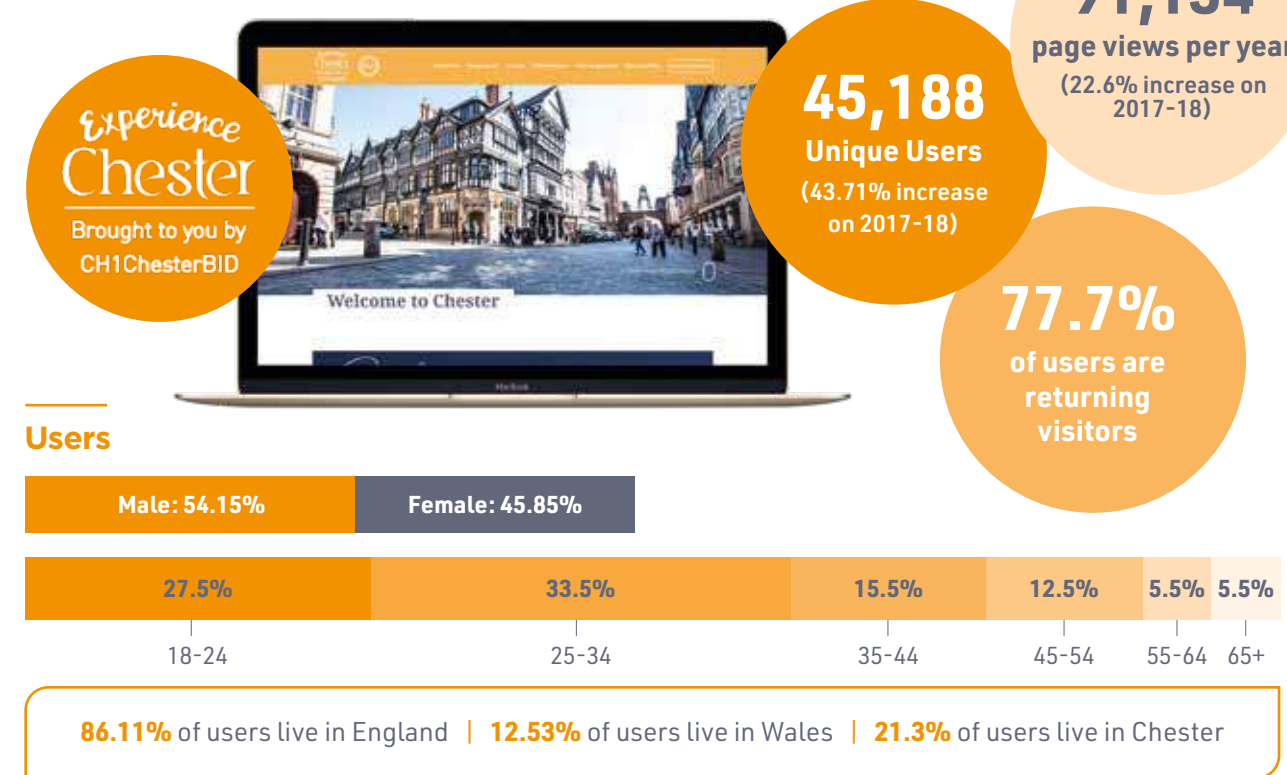 Experience
Chester
Brought to you by
CH1ChesterBID
Welcome to Chester
MacBook
45,188
Unique Users
(43.71% increase
on 2017-18)
page views per year
(22.6% increase on
2017-18)
77.7%
of users are
returning
visitors
Users
Male: 54.15%
Female: 45.85%
27.5% 33.5% 15.5% 12.5% 5.5% 5.5%
18-24 25-34 35-44 45-54 55-64 65+
86.11% of users live in England | 12.53% of users live in Wales | 21.3% of users live in Chester